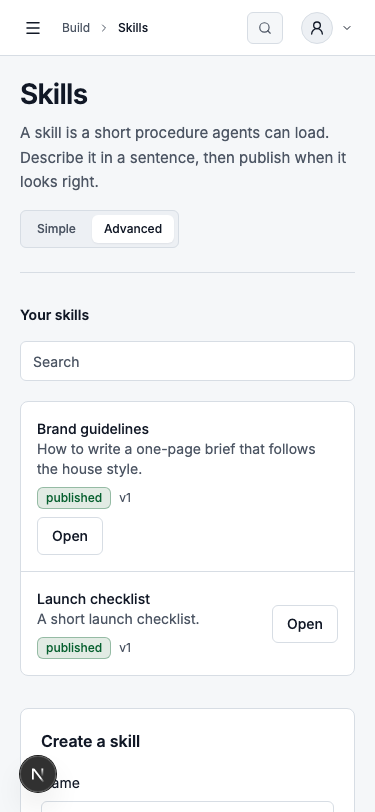 Build > Skills
Skills
A skill is a short procedure agents can load.
Describe it in a sentence, then publish when it
looks right.
Simple Advanced
Your skills
Search
Brand guidelines
How to write a one-page brief that follows
the house style.
published v1
Open
Launch checklist
A short launch checklist.
Open
published v1
Create a skill
N
ame